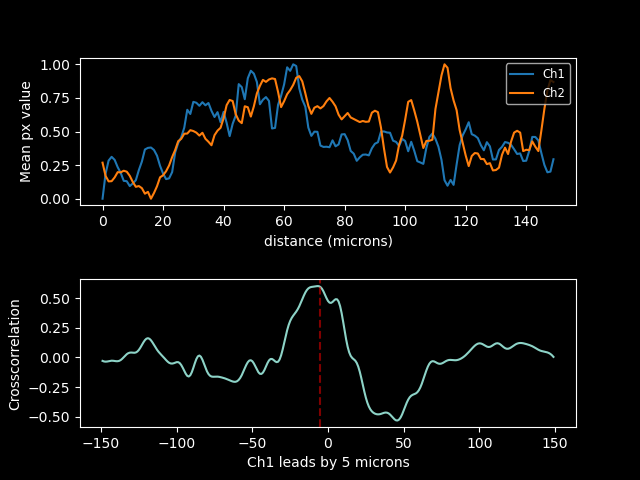 1.00
0.75
0.50
0.25
0.00
Mean px value
Ch1
Ch2
0 20 40 60 80 100 120 140
distance (microns)
0.50
0.25
0.00
−0.25
−0.50
Crosscorrelation
−150 −100 −50 0 50 100 150
Ch1 leads by 5 microns